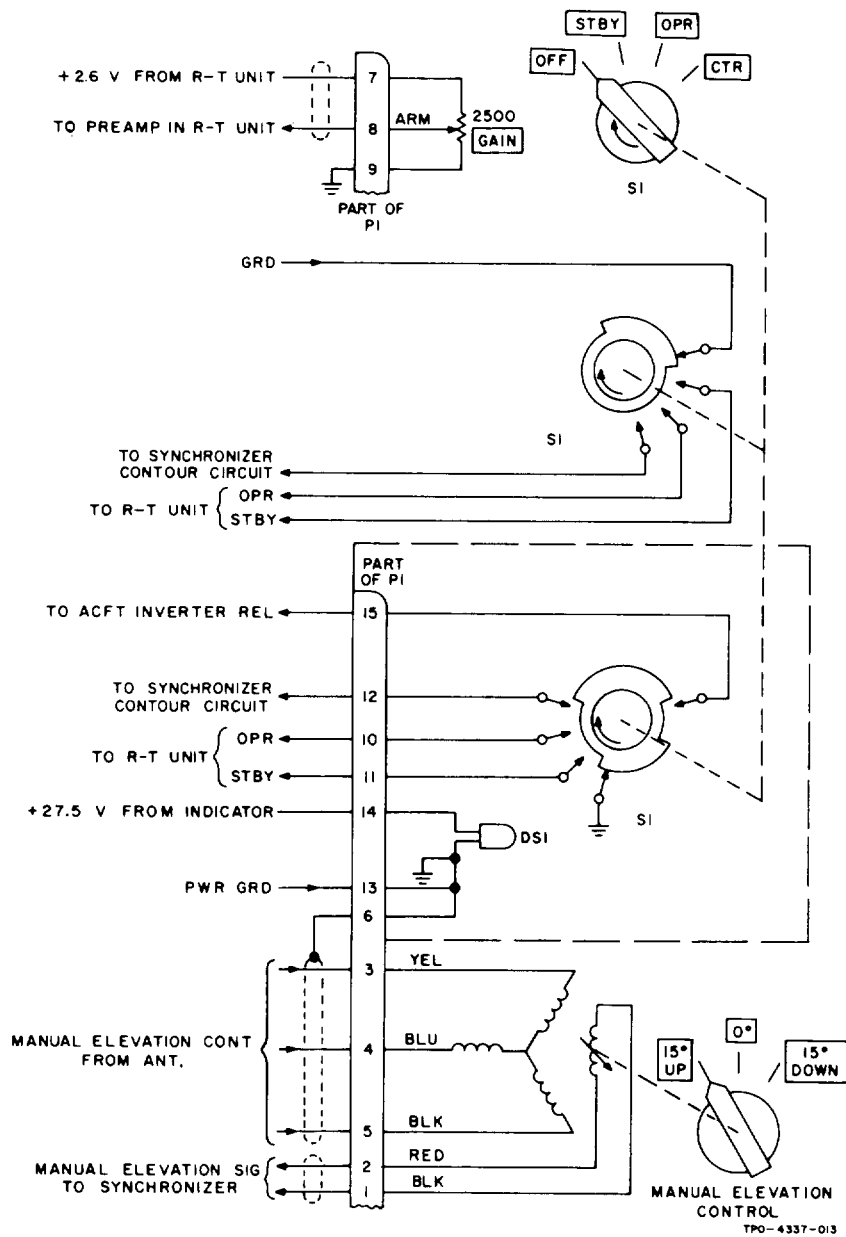 STBY
OPR
OFF
CTR
+2.6 V FROM R-T UNIT
7
TO PREAMP IN R-T UNIT
8
ARM
2500
GAIN
9
PART OF
P1
S1
GRD
S1
TO SYNCHRONIZER
CONTOUR CIRCUIT
TO R-T UNIT
OPR
STBY
PART
OF P1
TO ACFT INVERTER REL
15
TO SYNCHRONIZER
CONTOUR CIRCUIT
12
TO R-T UNIT
OPR
10
STBY
11
+27.5 V FROM INDICATOR
14
S1
DS1
PWR GRD
13
6
3
YEL
MANUAL ELEVATION CONT
FROM ANT.
4
BLU
5
BLK
MANUAL ELEVATION SIG
TO SYNCHRONIZER
2
RED
1
BLK
15°
UP
0°
15°
DOWN
MANUAL ELEVATION
CONTROL
TPO-4337-013